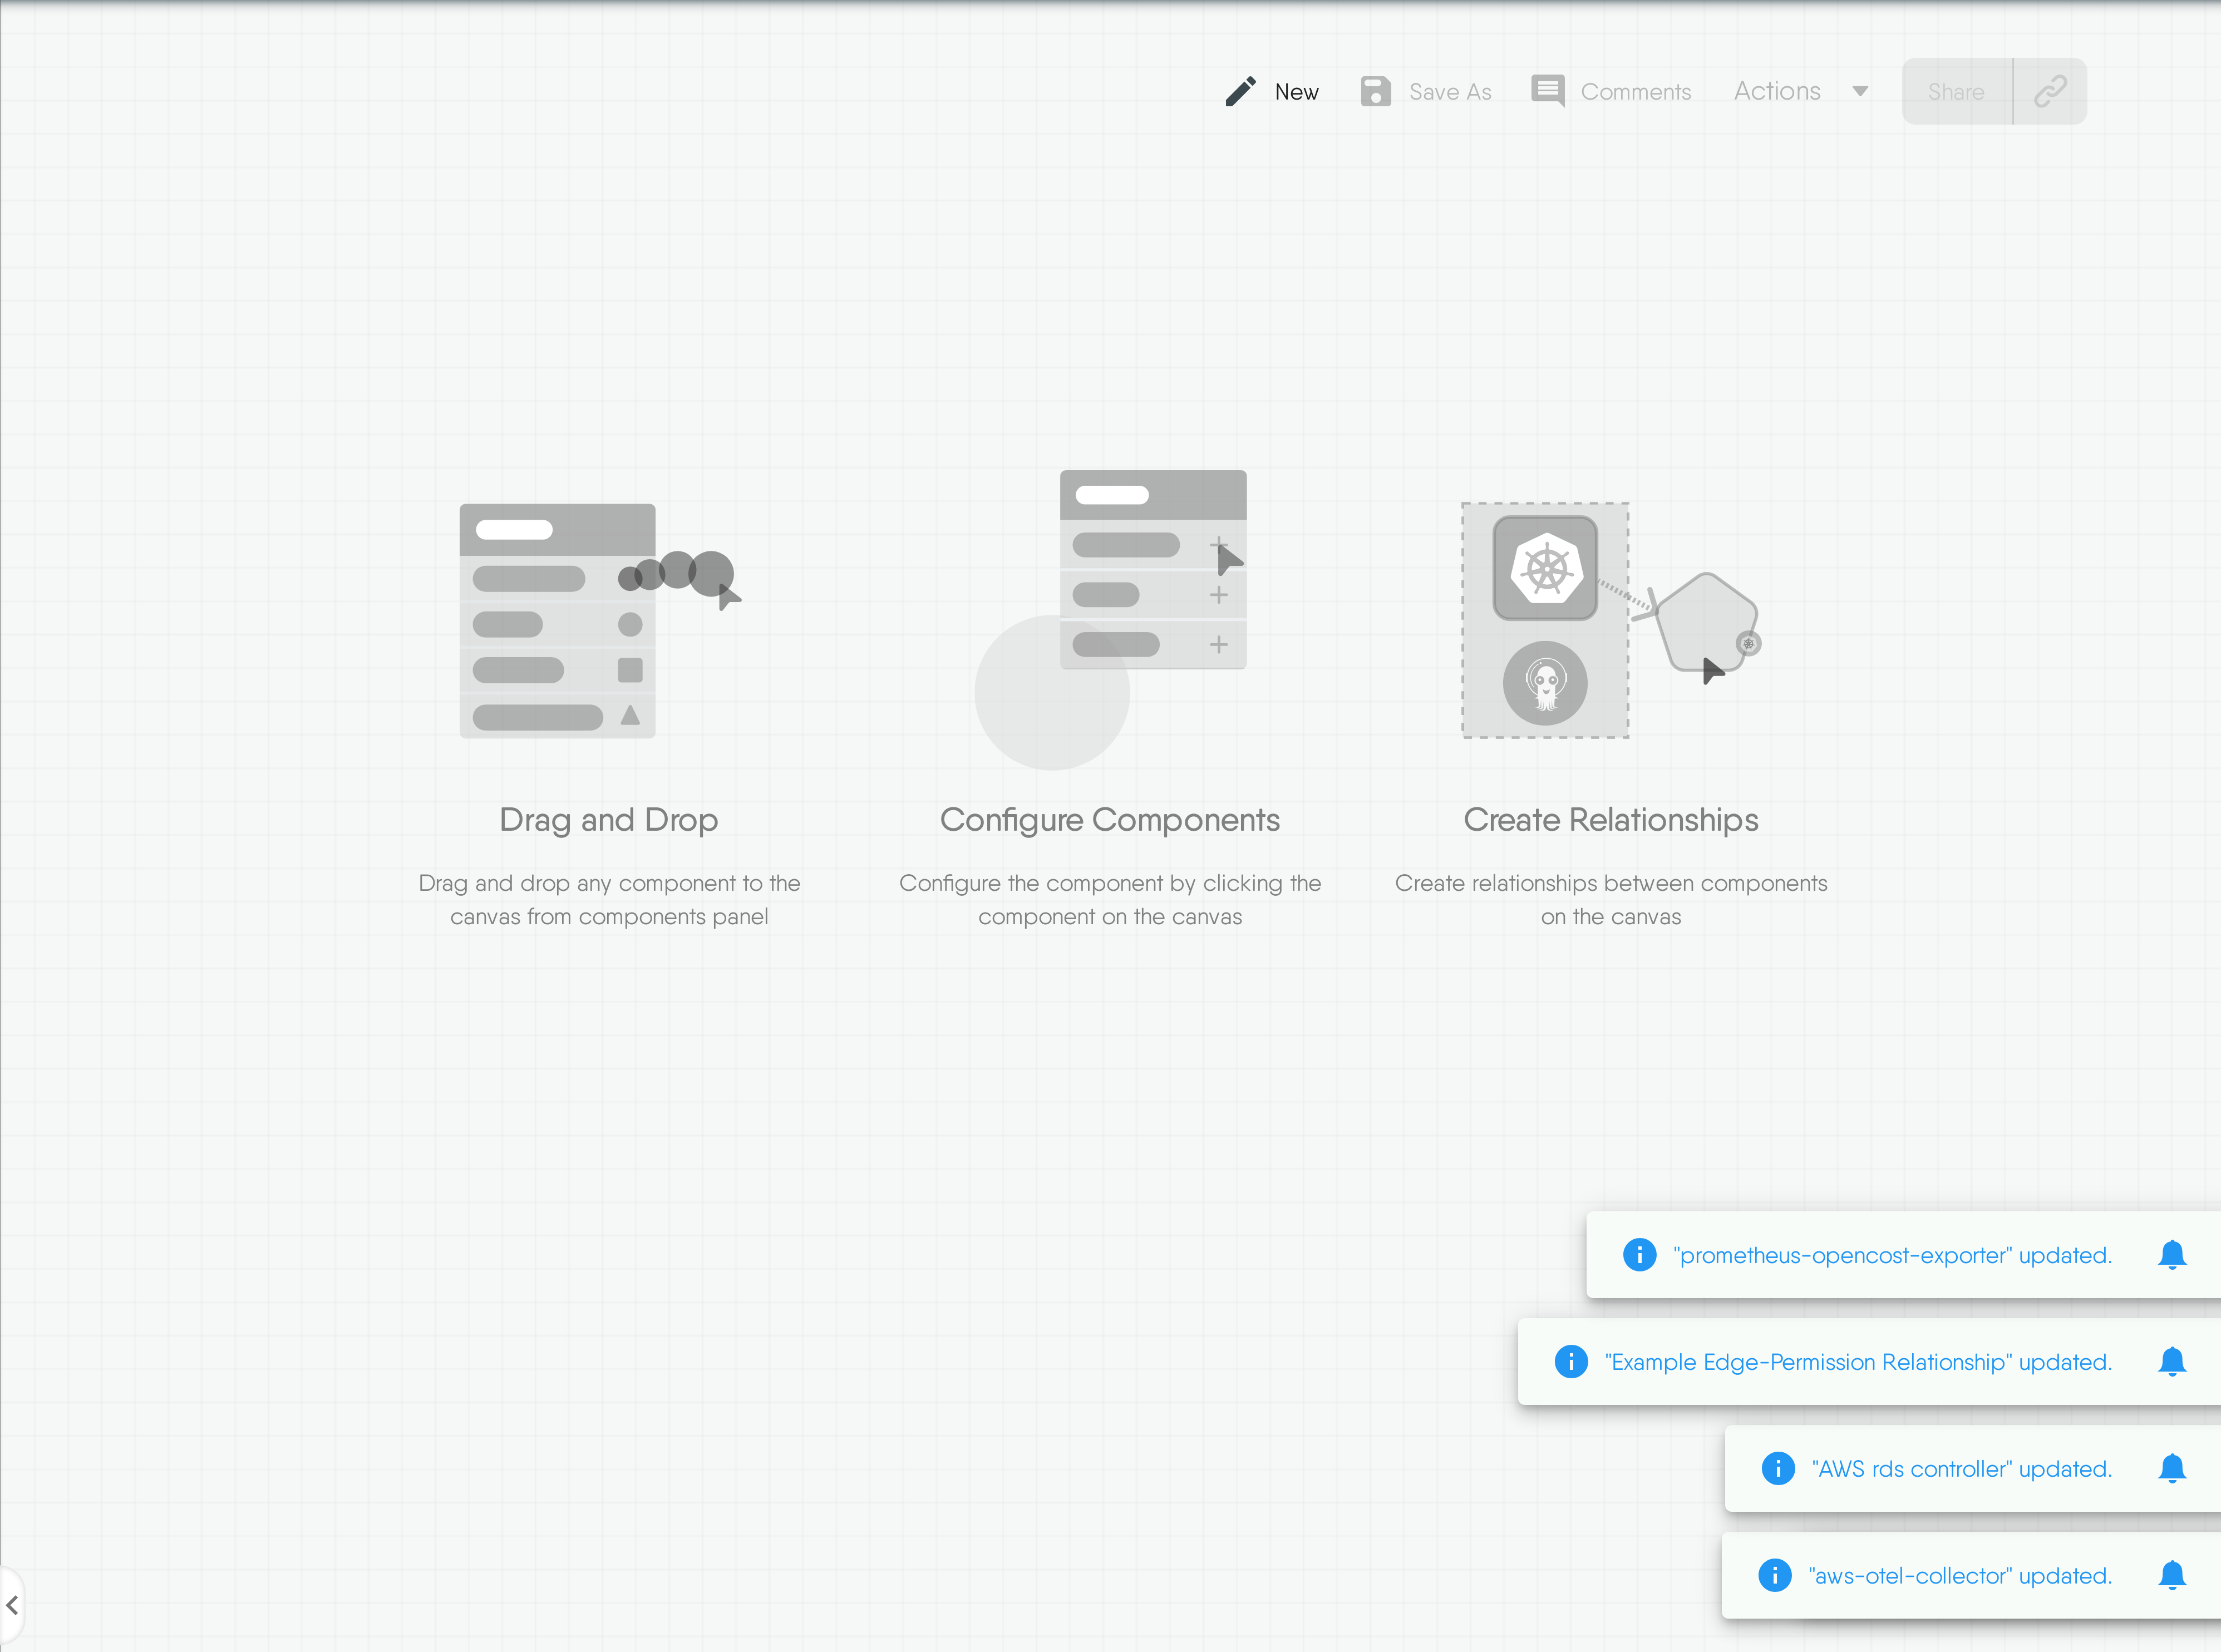 New
Save As
Comments
Actions
Share
Drag and Drop
Drag and drop any component to the
canvas from components panel
Configure Components
Configure the component by clicking the
component on the canvas
Create Relationships
Create relationships between components
on the canvas
"prometheus-opencost-exporter" updated.
"Example Edge-Permission Relationship" updated.
"AWS rds controller" updated.
"aws-otel-collector" updated.